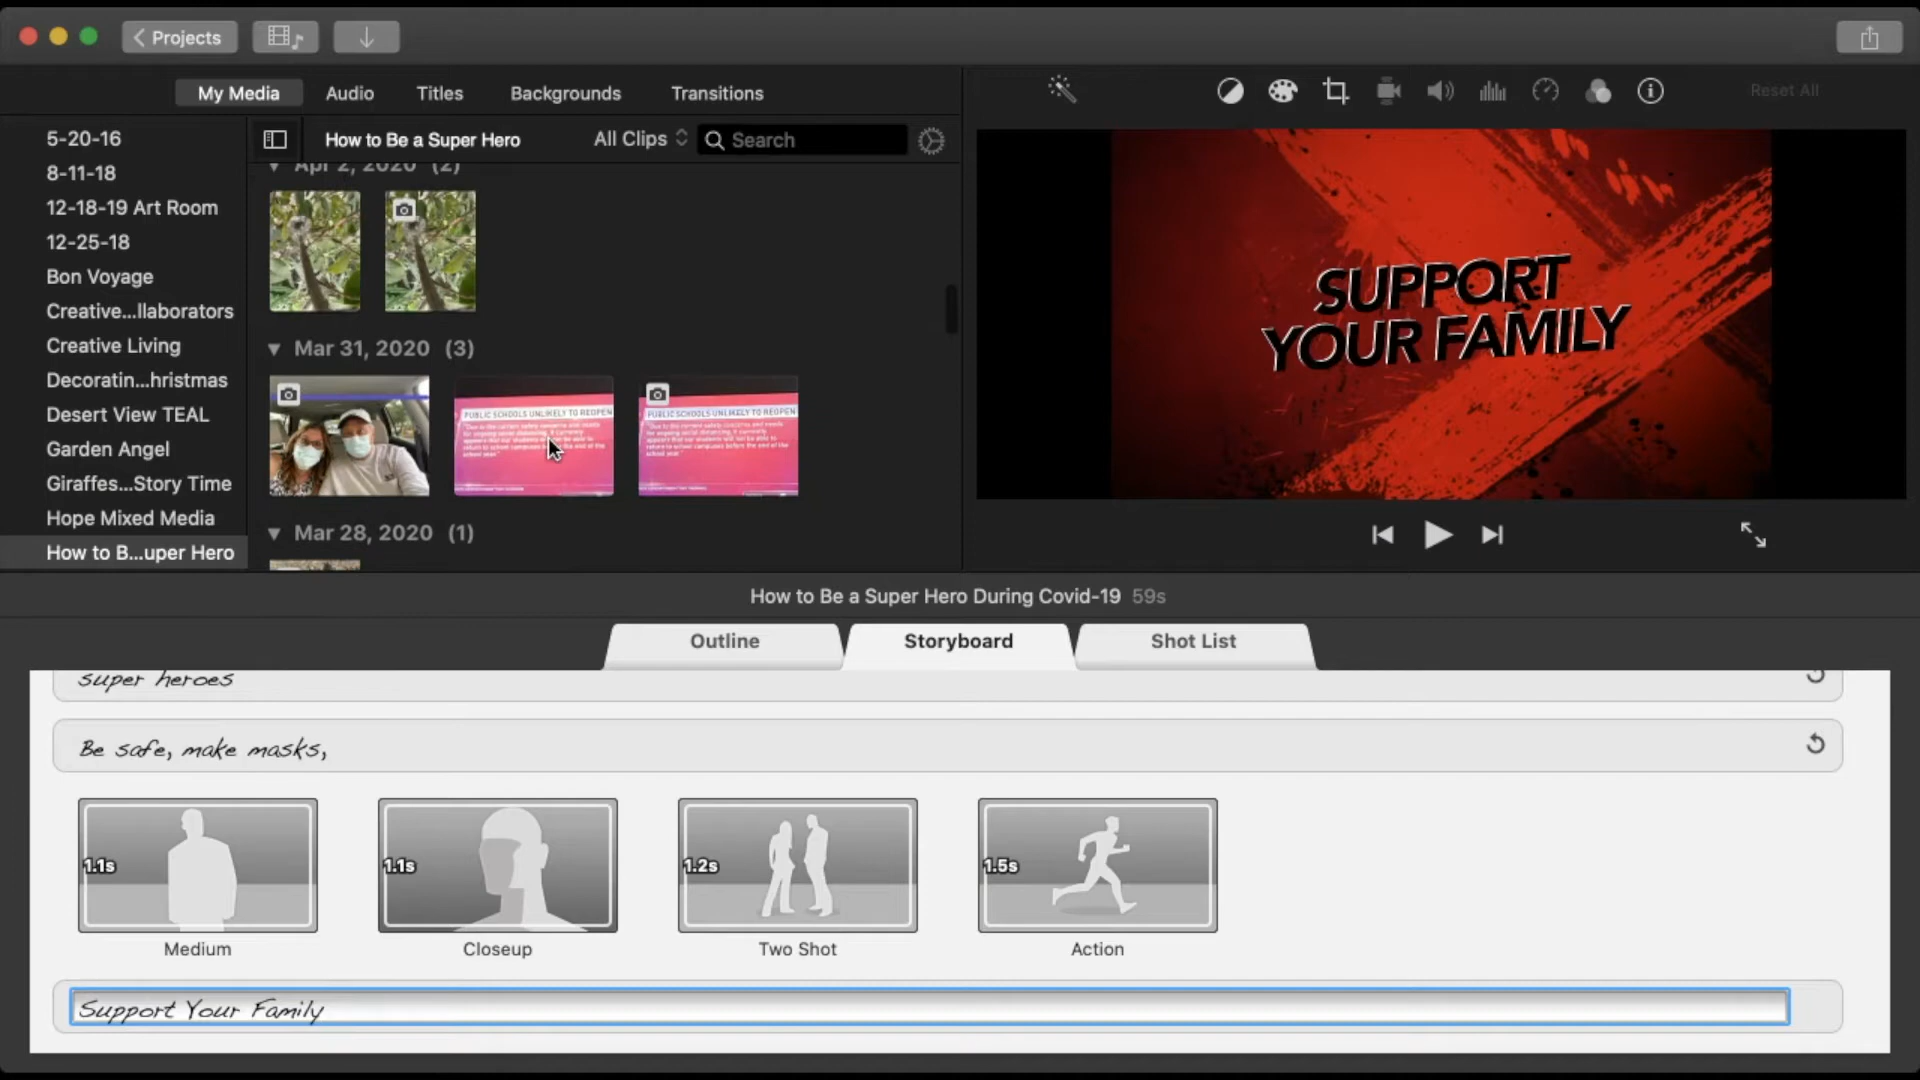 Projects
My Media
Audio
Titles
Backgrounds
Transitions
Reset All
5-20-16
8-11-18
12-18-19 Art Room
12-25-18
Bon Voyage
Creative...llaborators
Creative Living
Decoratin...hristmas
Desert View TEAL
Garden Angel
Giraffes...Story Time
Hope Mixed Media
How to B...uper Hero
How to Be a Super Hero
All Clips
Search
Apr 2, 2020 (2)
Mar 31, 2020 (3)
PUBLIC SCHOOLS UNLIKELY TO REOPEN
PUBLIC SCHOOLS UNLIKELY TO REOPEN
Mar 28, 2020 (1)
SUPPORT
YOUR FAMILY
How to Be a Super Hero During Covid-19 59s
Outline
Storyboard
Shot List
super heroes
Be safe, make masks,
1.1s
1.1s
1.2s
1.5s
Medium
Closeup
Two Shot
Action
Support Your Family